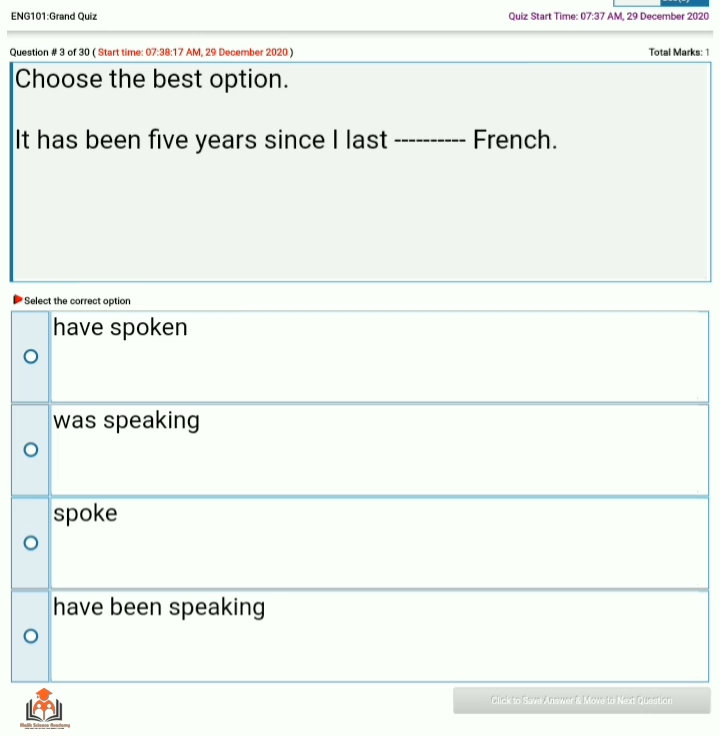 ENG101:Grand Quiz
Quiz Start Time: 07:37 AM, 29 December 2020
Question # 3 of 30 ( Start time: 07:38:17 AM, 29 December 2020 )
Total Marks: 1
Choose the best option.
It has been five years since I last ---------- French.
Select the correct option
have spoken
was speaking
spoke
have been speaking
Click to Save Answer & Move to Next Question
Math Science Academy